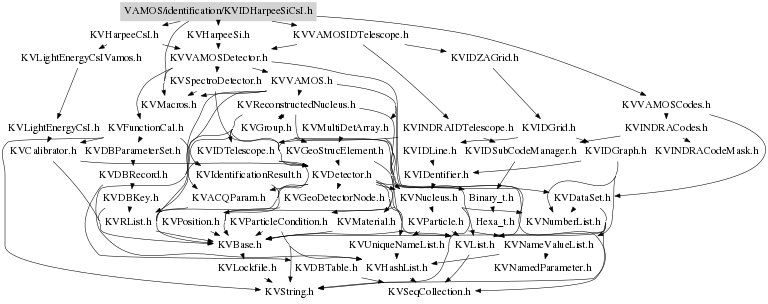 VAMOS/identification/KVIDHarpeeSiCsI.h
KVHarpeeCsI.h KVHarpeeSi.h KVVAMOSIDTelescope.h
KVLightEnergyCsIVamos.h KVVAMOSDetector.h KVIDZAGrid.h
KVSpectroDetector.h KVVAMOS.h
KVMacros.h KVReconstructedNucleus.h KVVAMOSCodes.h
KVLightEnergyCsI.h KVFunctionCal.h KVGroup.h KVMultiDetArray.h KVINDRAIDTelescope.h KVIDGrid.h KVINDRACodes.h
KVCalibrator.h KVDBParameterSet.h KVIDTelescope.h KVGeoStrucElement.h KVIDLine.h KVIDSubCodeManager.h KVIDGraph.h KVINDRACodeMask.h
KVDBRecord.h KVIdentificationResult.h KVDetector.h KVIDentifier.h
KVDBKey.h KVACQParam.h KVGeoDetectorNode.h KVNucleus.h Binary_t.h KVDataSet.h
KVRList.h KVPosition.h KVParticleCondition.h KVMaterial.h KVParticle.h Hexa_t.h KVNumberList.h
KVBase.h KVUniqueNameList.h KVList.h KVNameValueList.h
KVLockfile.h KVDBTable.h KVHashList.h KVNamedParameter.h
KVString.h KVSeqCollection.h